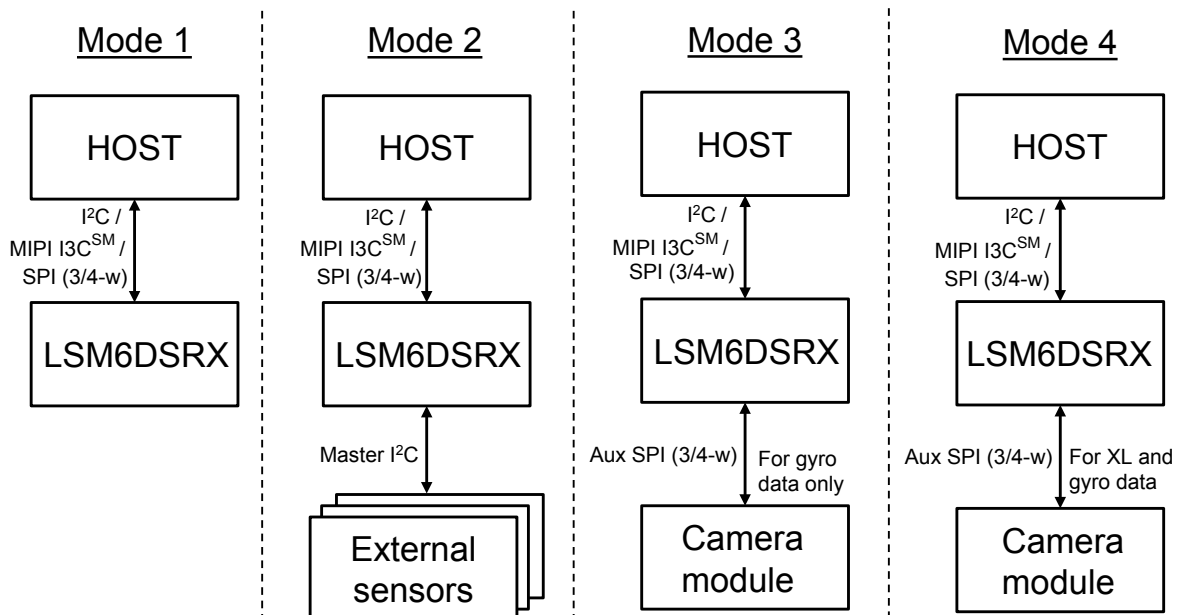 Mode 1
HOST
I²C /
MIPI I3C^SM /
SPI (3/4-w)
LSM6DSRX
Mode 2
HOST
I²C /
MIPI I3C^SM /
SPI (3/4-w)
LSM6DSRX
Master I²C
External
sensors
Mode 3
HOST
I²C /
MIPI I3C^SM /
SPI (3/4-w)
LSM6DSRX
Aux SPI (3/4-w)
For gyro
data only
Camera
module
Mode 4
HOST
I²C /
MIPI I3C^SM /
SPI (3/4-w)
LSM6DSRX
Aux SPI (3/4-w)
For XL and
gyro data
Camera
module